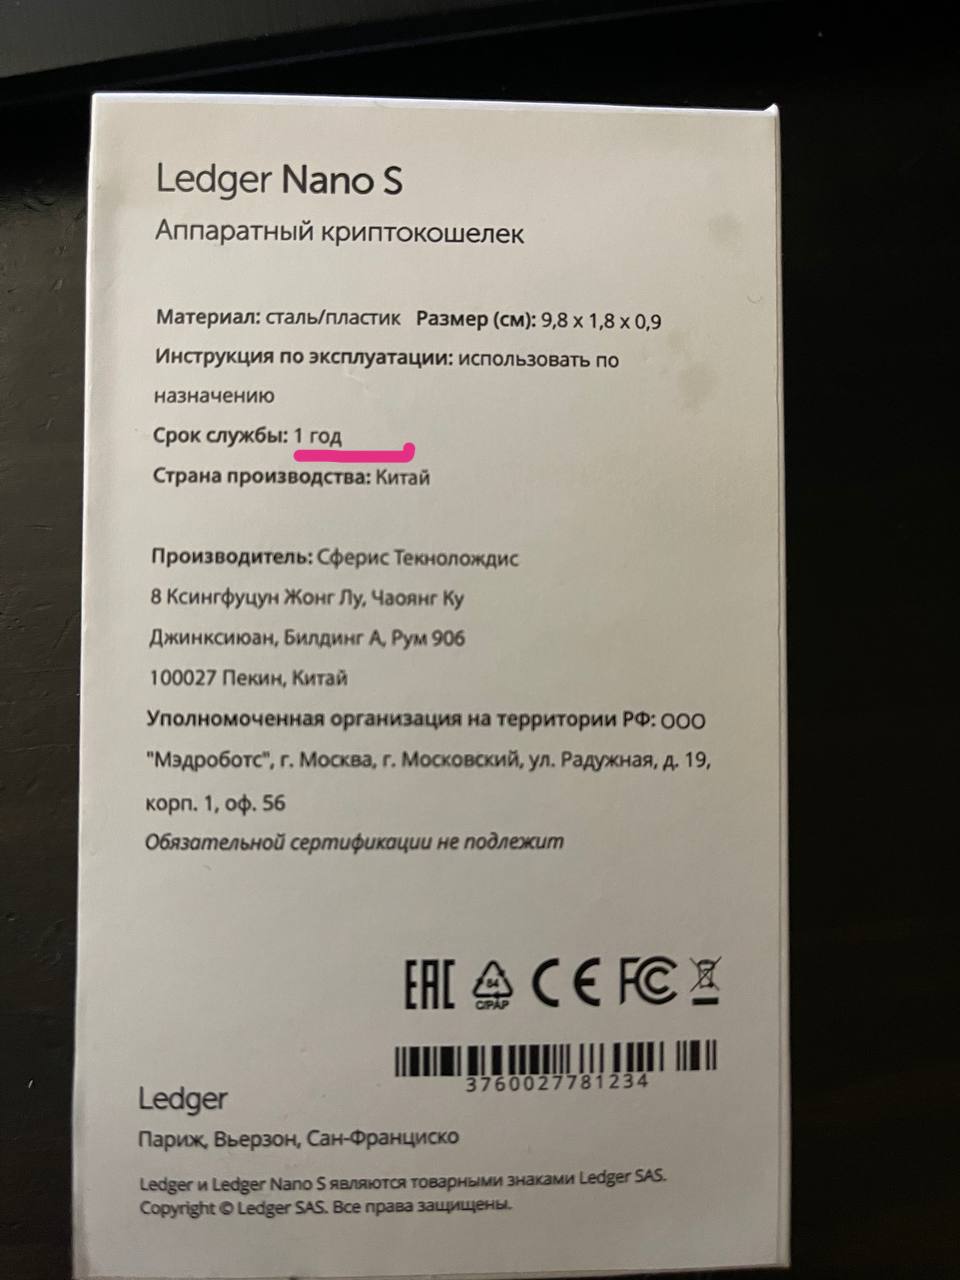 Ledger Nano S
Аппаратный криптокошелек
Материал: сталь/пластик Размер (см): 9,8 x 1,8 x 0,9
Инструкция по эксплуатации: использовать по
назначению
Срок службы: 1 год
Страна производства: Китай
Производитель: Сферис Текнолождис
8 Ксингфуцун Жонг Лу, Чаоянг Ку
Джинксиюан, Билдинг А, Рум 906
100027 Пекин, Китай
Уполномоченная организация на территории РФ: ООО
"Мэдроботс", г. Москва, г. Московский, ул. Радужная, д. 19,
корп. 1, оф. 56
Обязательной сертификации не подлежит
EAC 84 C/PAP CE FC
3760027781234
Ledger
Париж, Вьерзон, Сан-Франциско
Ledger и Ledger Nano S являются товарными знаками Ledger SAS.
Copyright © Ledger SAS. Все права защищены.